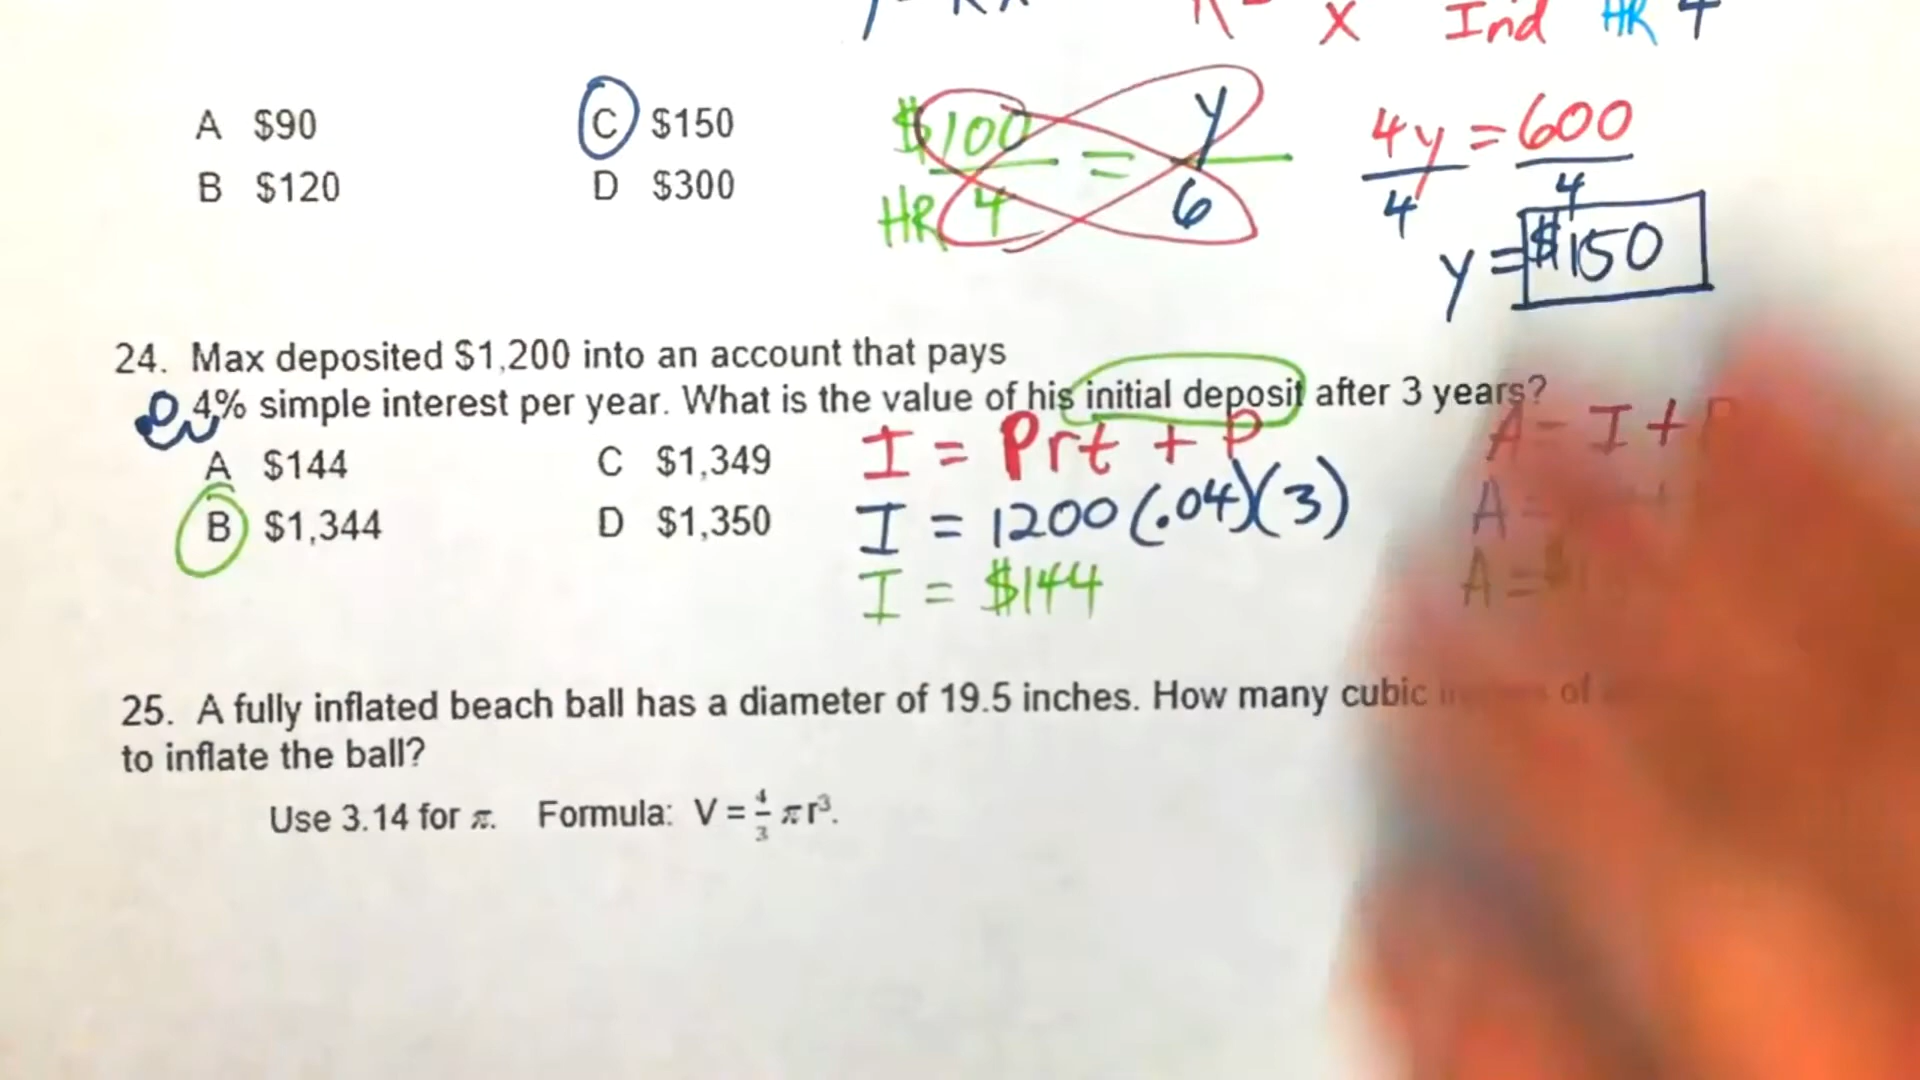 X Ind HR 4
A $90 C $150
B $120 D $300
$100 = y
HR 4 6
4y = 600
4 4
y = $150
24. Max deposited $1,200 into an account that pays
4% simple interest per year. What is the value of his initial deposit after 3 years?
A $144 C $1,349
B $1,344 D $1,350
I = Prt + P
I = 1200 (.04)(3)
I = $144
A = I + P
A =
A = $
25. A fully inflated beach ball has a diameter of 19.5 inches. How many cubic of
to inflate the ball?
Use 3.14 for π. Formula: V = 4/3 πr³.